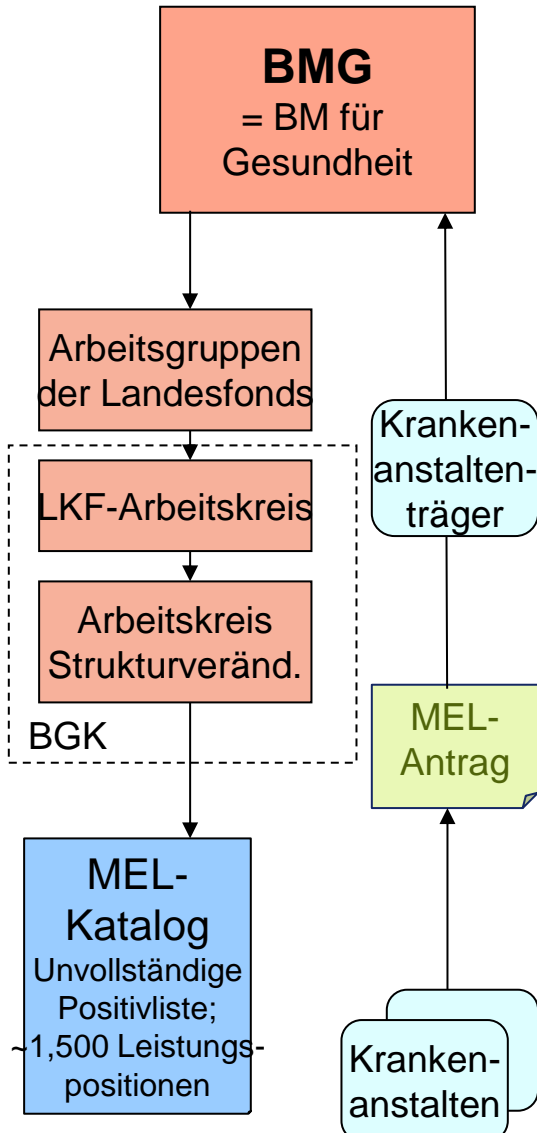 BMG
= BM für
Gesundheit
Arbeitsgruppen
der Landesfonds
LKF-Arbeitskreis
Arbeitskreis
Strukturveränd.
BGK
MEL-
Katalog
Unvollständige
Positivliste;
~1,500 Leistungs-
positionen
Kranken-
anstalten-
träger
MEL-
Antrag
Kranken-
anstalten